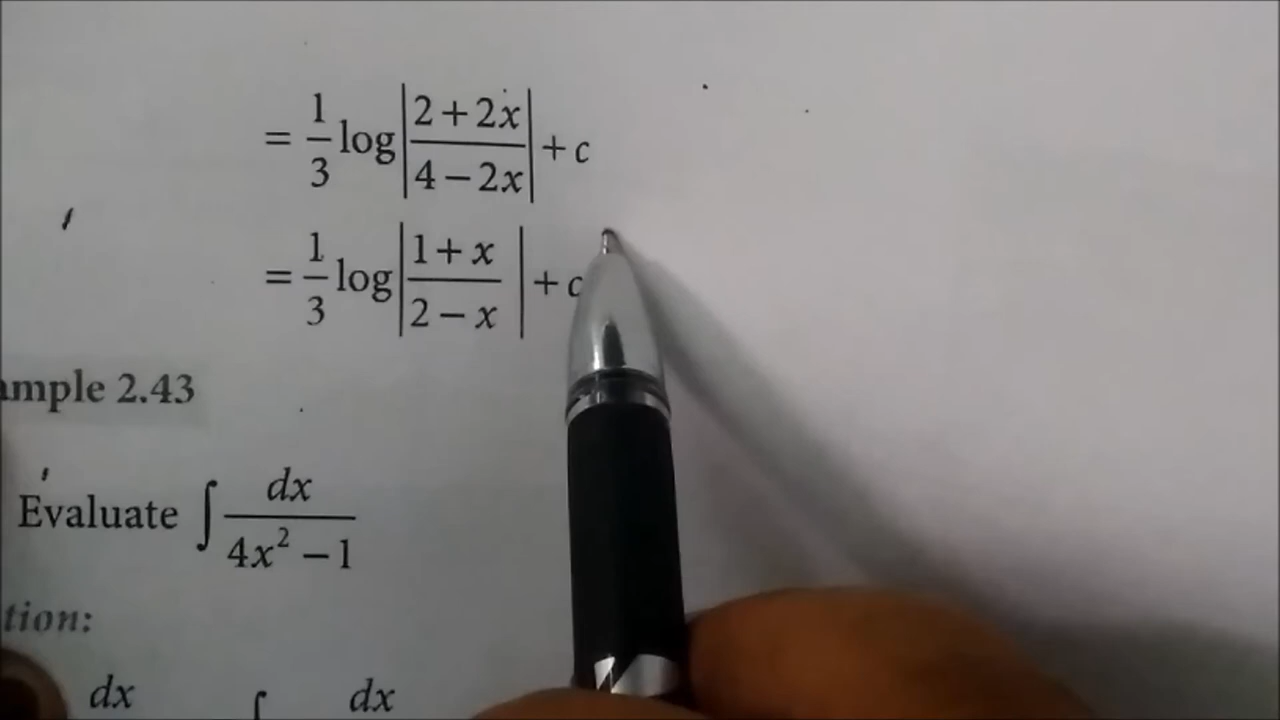 = 1/3 log |(2 + 2x)/(4 − 2x)| + c
= 1/3 log |(1 + x)/(2 − x)| + c
ample 2.43
Evaluate ∫ dx/(4x² − 1)
tion:
dx ∫ dx